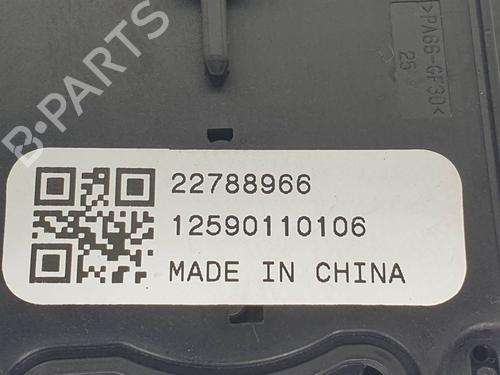 >PA66-GF30<
25
B-PARTS
22788966
12590110106
MADE IN CHINA